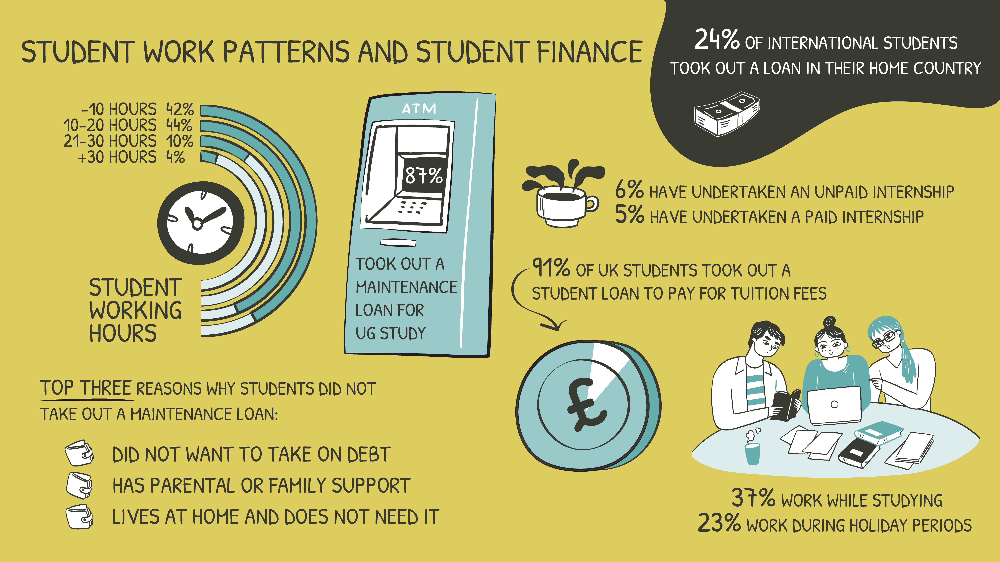 STUDENT WORK PATTERNS AND STUDENT FINANCE
24% OF INTERNATIONAL STUDENTS
TOOK OUT A LOAN IN THEIR HOME COUNTRY
-10 HOURS 42%
10-20 HOURS 44%
21-30 HOURS 10%
+30 HOURS 4%
STUDENT
WORKING
HOURS
ATM
87%
TOOK OUT A
MAINTENANCE
LOAN FOR
UG STUDY
6% HAVE UNDERTAKEN AN UNPAID INTERNSHIP
5% HAVE UNDERTAKEN A PAID INTERNSHIP
91% OF UK STUDENTS TOOK OUT A
STUDENT LOAN TO PAY FOR TUITION FEES
£
TOP THREE REASONS WHY STUDENTS DID NOT
TAKE OUT A MAINTENANCE LOAN:
DID NOT WANT TO TAKE ON DEBT
HAS PARENTAL OR FAMILY SUPPORT
LIVES AT HOME AND DOES NOT NEED IT
37% WORK WHILE STUDYING
23% WORK DURING HOLIDAY PERIODS